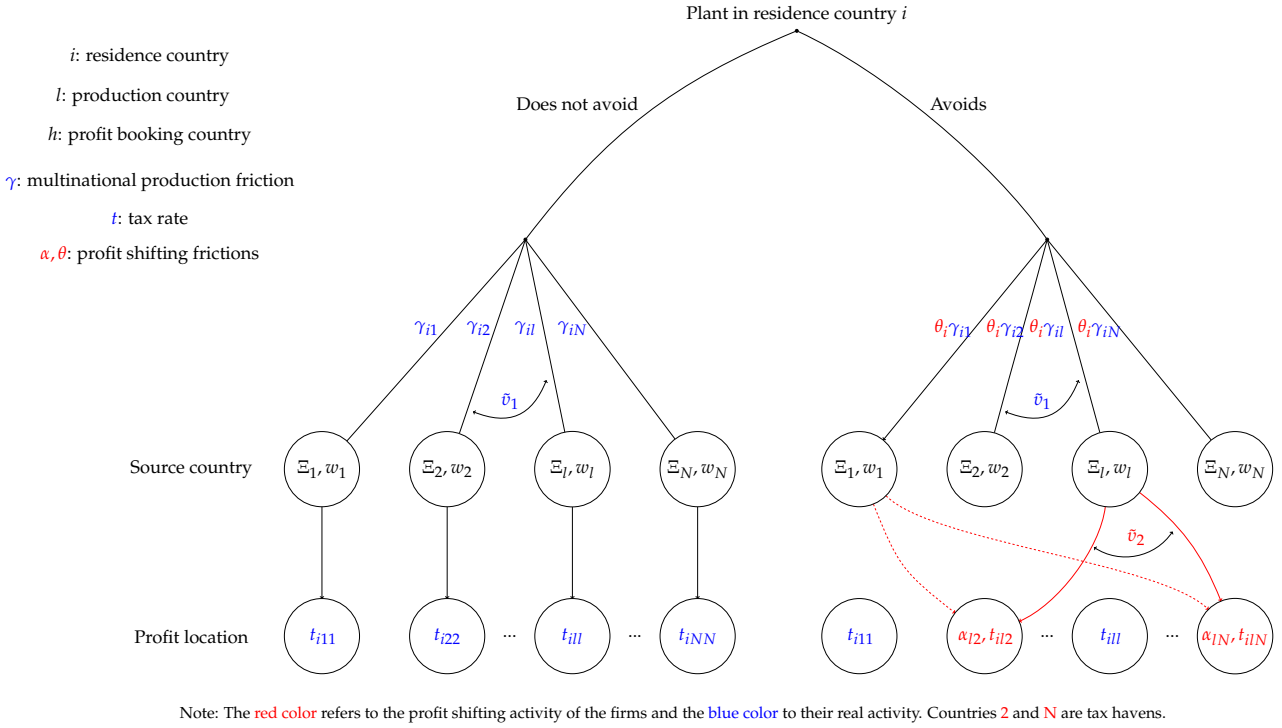 Plant in residence country i
i: residence country
l: production country
h: profit booking country
γ: multinational production friction
t: tax rate
α, θ: profit shifting frictions
Does not avoid
Avoids
γi1 γi2 γil γiN
θiγi1 θiγi2 θiγil θiγiN
ṽ1
ṽ1
Source country
Ξ1, w1
Ξ2, w2
Ξl, wl
ΞN, wN
Ξ1, w1
Ξ2, w2
Ξl, wl
ΞN, wN
ṽ2
Profit location
ti11
ti22
...
till
...
tiNN
ti11
αl2, til2
...
till
...
αlN, tilN
Note: The red color refers to the profit shifting activity of the firms and the blue color to their real activity. Countries 2 and N are tax havens.